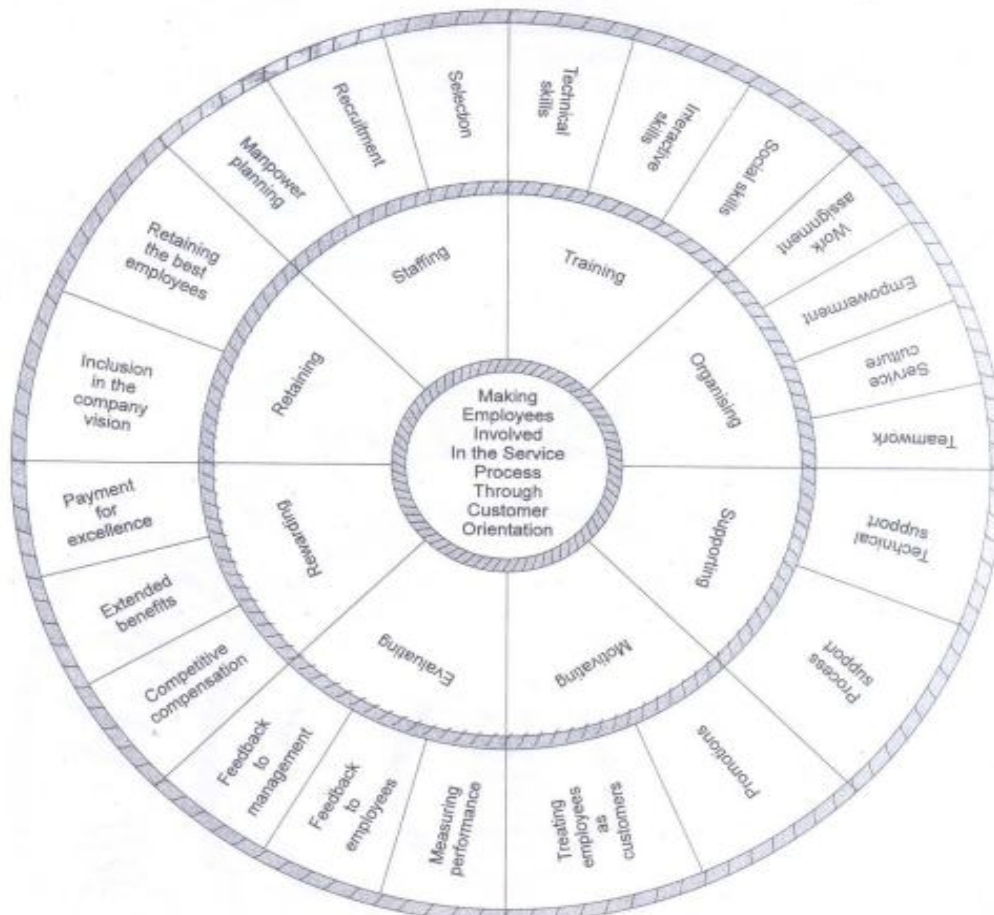 Making
Employees
Involved
In the Service
Process
Through
Customer
Orientation
Staffing
Training
Organising
Supporting
Motivating
Evaluating
Rewarding
Retaining
Manpower
planning
Recruitment
Selection
Technical
skills
Interactive
skills
Social skills
Work
assignment
Empowerment
Service
culture
Teamwork
Technical
support
Process
support
Promotions
Treating
employees
as
customers
Measuring
performance
Feedback
to
employees
Feedback
to
management
Competitive
compensation
Extended
benefits
Payment
for
excellence
Inclusion
in the
company
vision
Retaining
the best
employees